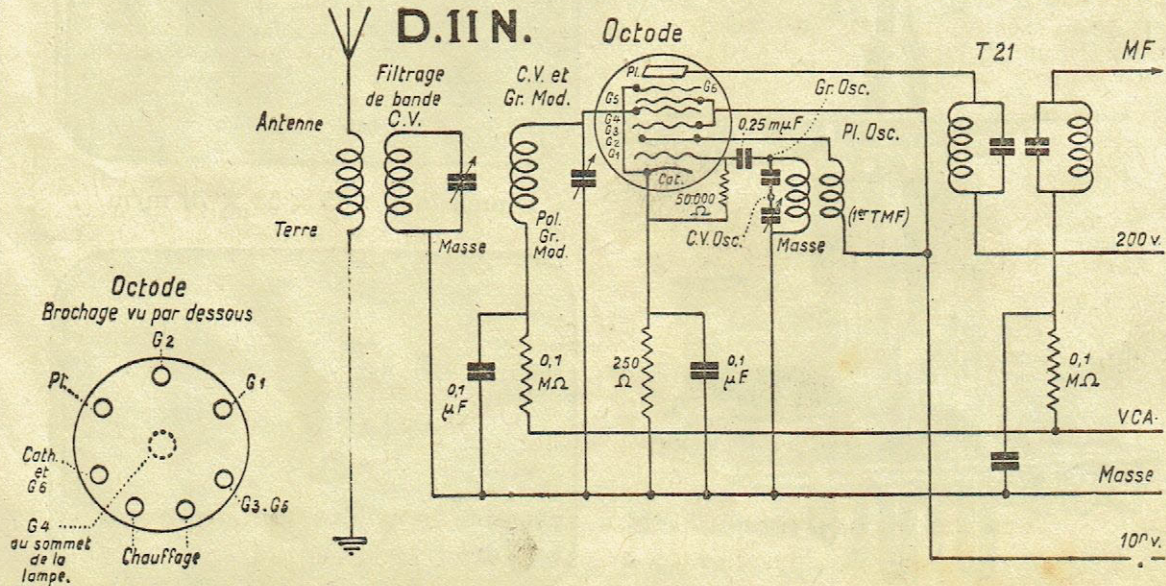 D.11N.
Octode
Filtrage
de bande
C.V.
C.V. et
Gr. Mod.
Antenne
Terre
Masse
Pol.
Gr.
Mod.
Pl.
G6
G5
G4
G3
G2
G1
Cat.
Gr. Osc.
0,25 mµF
Pl. Osc.
50.000
Ω
C.V. Osc.
Masse
(1er TMF)
T 21
MF
200 v.
0,1
µF
0,1
MΩ
250
Ω
0,1
µF
0,1
MΩ
VCA-
Masse
100 v.
Octode
Brochage vu par dessous
G2
Pl.
G1
Cath.
et
G6
G3.G5
G4
au sommet
de la
lampe.
Chauffage